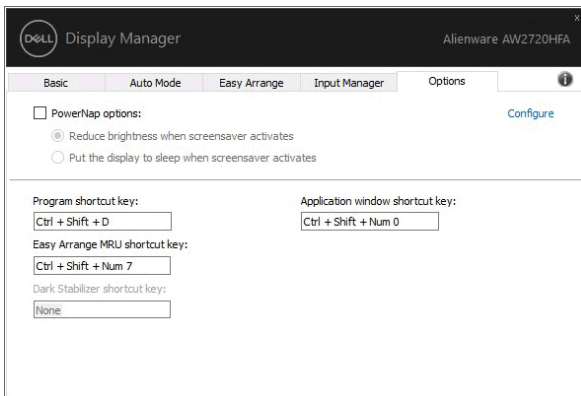 DELL Display Manager
Alienware AW2720HFA
Basic
Auto Mode
Easy Arrange
Input Manager
Options
PowerNap options:
Configure
Reduce brightness when screensaver activates
Put the display to sleep when screensaver activates
Program shortcut key:
Application window shortcut key:
Ctrl + Shift + D
Ctrl + Shift + Num 0
Easy Arrange MRU shortcut key:
Ctrl + Shift + Num 7
Dark Stabilizer shortcut key:
None